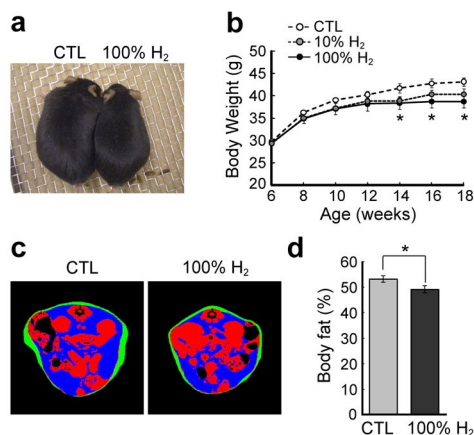 a
CTL 100% H₂
b
CTL
10% H₂
100% H₂
Body Weight (g)
50
45
40
35
30
25
20
* * *
6 8 10 12 14 16 18
Age (weeks)
c
CTL 100% H₂
d
*
Body fat (%)
60
50
40
30
20
10
0
CTL 100% H₂